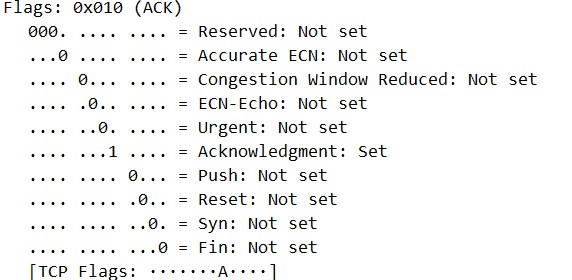 Flags: 0x010 (ACK)
000. .... .... = Reserved: Not set
...0 .... .... = Accurate ECN: Not set
.... 0... .... = Congestion Window Reduced: Not set
.... .0.. .... = ECN-Echo: Not set
.... ..0. .... = Urgent: Not set
.... ...1 .... = Acknowledgment: Set
.... .... 0... = Push: Not set
.... .... .0.. = Reset: Not set
.... .... ..0. = Syn: Not set
.... .... ...0 = Fin: Not set
[TCP Flags: ·······A····]